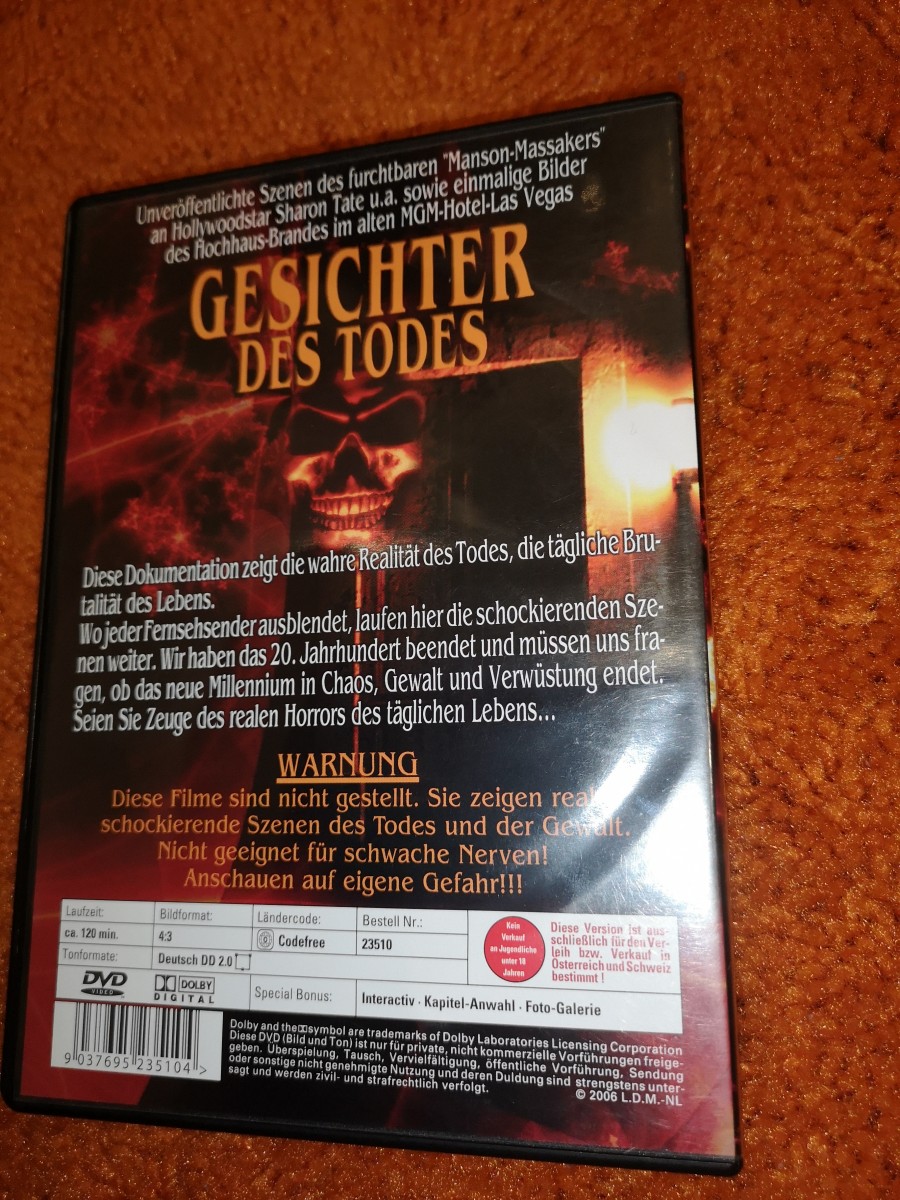 Unveröffentlichte Szenen des furchtbaren "Manson-Massakers"
an Hollywoodstar Sharon Tate u.a. sowie einmalige Bilder
des Hochhaus-Brandes im alten MGM-Hotel-Las Vegas
GESICHTER
DES TODES
Diese Dokumentation zeigt die wahre Realität des Todes, die tägliche Bru-
talität des Lebens.
Wo jeder Fernsehsender ausblendet, laufen hier die schockierenden Sze-
nen weiter. Wir haben das 20. Jahrhundert beendet und müssen uns fra-
gen, ob das neue Millennium in Chaos, Gewalt und Verwüstung endet.
Seien Sie Zeuge des realen Horrors des täglichen Lebens...
WARNUNG
Diese Filme sind nicht gestellt. Sie zeigen
schockierende Szenen des Todes und der Gewalt.
Nicht geeignet für schwache Nerven!
Anschauen auf eigene Gefahr!!!
Laufzeit:
ca. 120 min.
Bildformat:
4:3
Ländercode:
Codefree
Bestell Nr.:
23510
Tonformate:
Deutsch DD 2.0
DVD
VIDEO
DOLBY
DIGITAL
Special Bonus:
Interactiv · Kapitel-Anwahl · Foto-Galerie
Kein
Verkauf
an Jugendliche
unter 18
Jahren
Diese Version ist aus-
schließlich für den Ver-
leih bzw. Verkauf in
Österreich und Schweiz
bestimmt !
9 037695 235104 >
Dolby and the symbol are trademarks of Dolby Laboratories Licensing Corporation
Diese DVD (Bild und Ton) ist nur für private, nicht kommerzielle Vorführungen freige-
geben. Überspielung, Tausch, Vervielfältigung, öffentliche Vorführung, Sendung
oder sonstige nicht genehmigte Nutzung und deren Duldung sind strengstens unter-
sagt und werden zivil- und strafrechtlich verfolgt.
© 2006 L.D.M.-NL